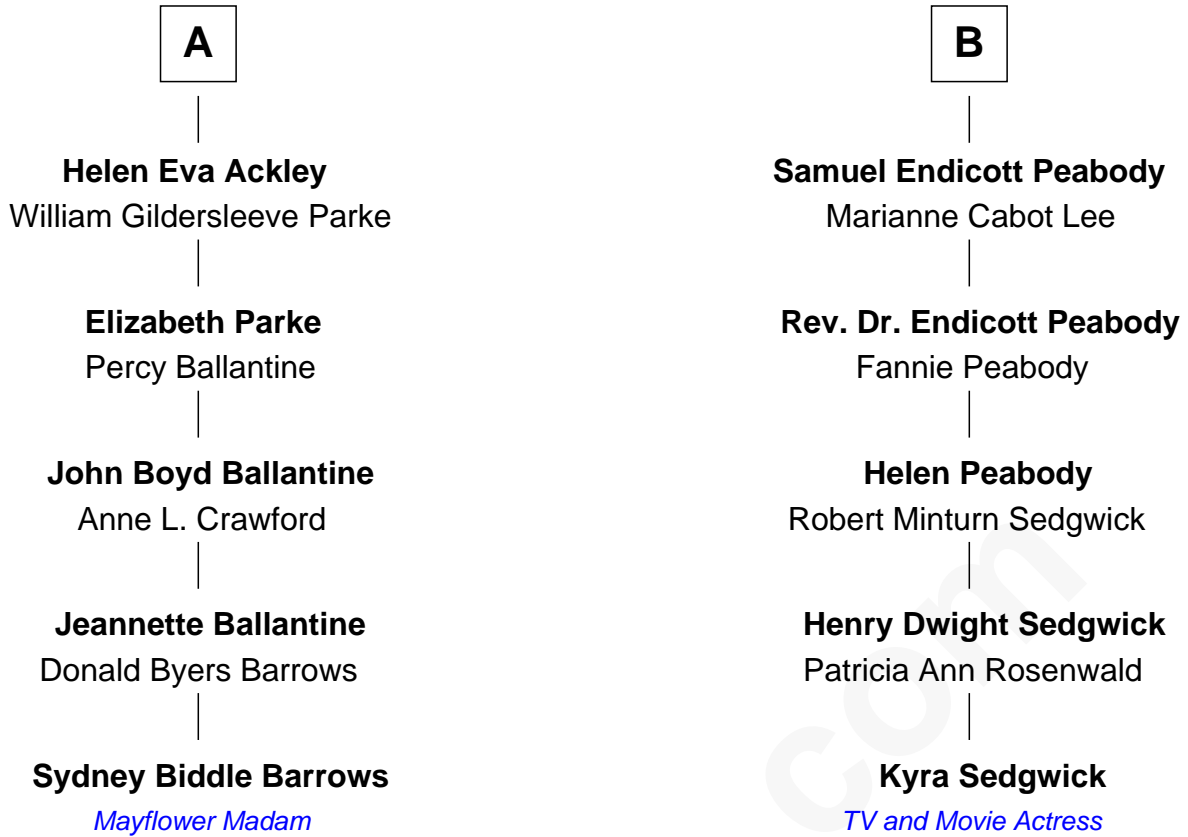 A
Helen Eva Ackley
William Gildersleeve Parke
Elizabeth Parke
Percy Ballantine
John Boyd Ballantine
Anne L. Crawford
Jeannette Ballantine
Donald Byers Barrows
Sydney Biddle Barrows
Mayflower Madam
B
Samuel Endicott Peabody
Marianne Cabot Lee
Rev. Dr. Endicott Peabody
Fannie Peabody
Helen Peabody
Robert Minturn Sedgwick
Henry Dwight Sedgwick
Patricia Ann Rosenwald
Kyra Sedgwick
TV and Movie Actress
com